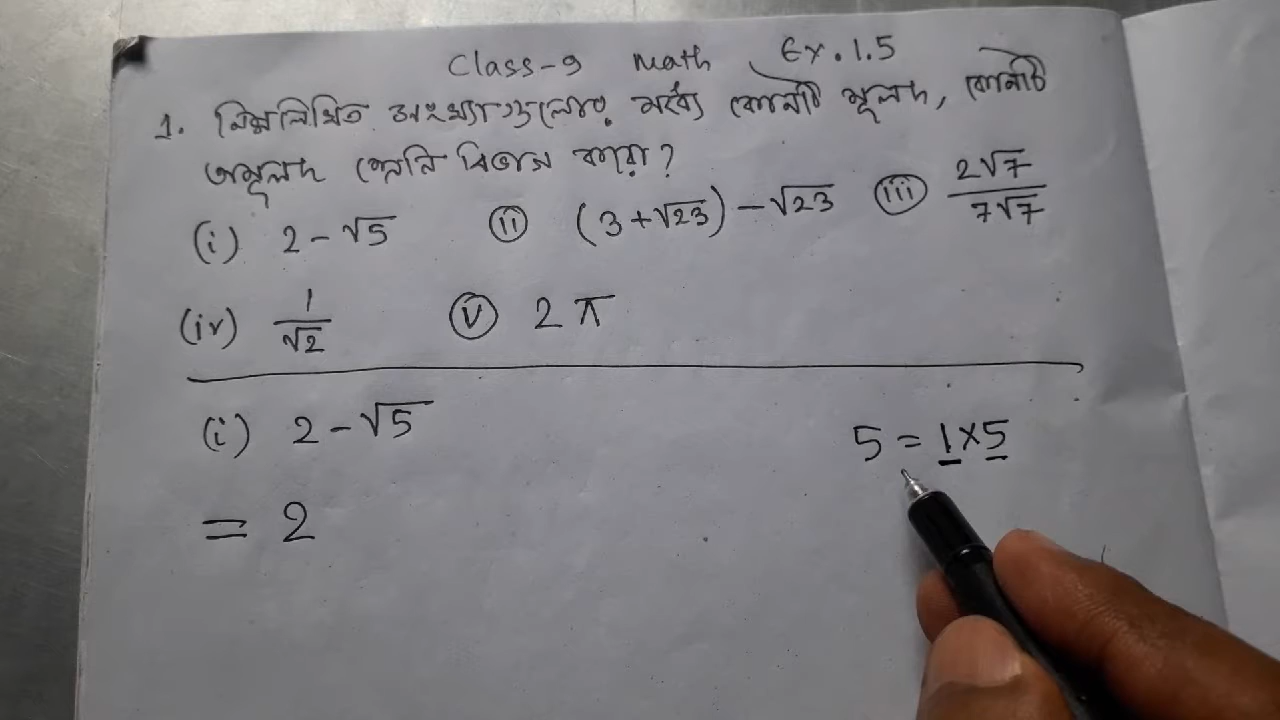 Class-9 Math Ex. 1.5
1. নিম্নলিখিত সংখ্যাগুলোর মধ্যে কোনটি মূলদ, কোনটি
অমূলদ শ্রেণি বিভাগ করো?
(i) 2-√5 (ii) (3+√23)-√23 (iii) 2√7/7√7
(iv) 1/√2 (v) 2π
(i) 2-√5 5 = 1×5
= 2